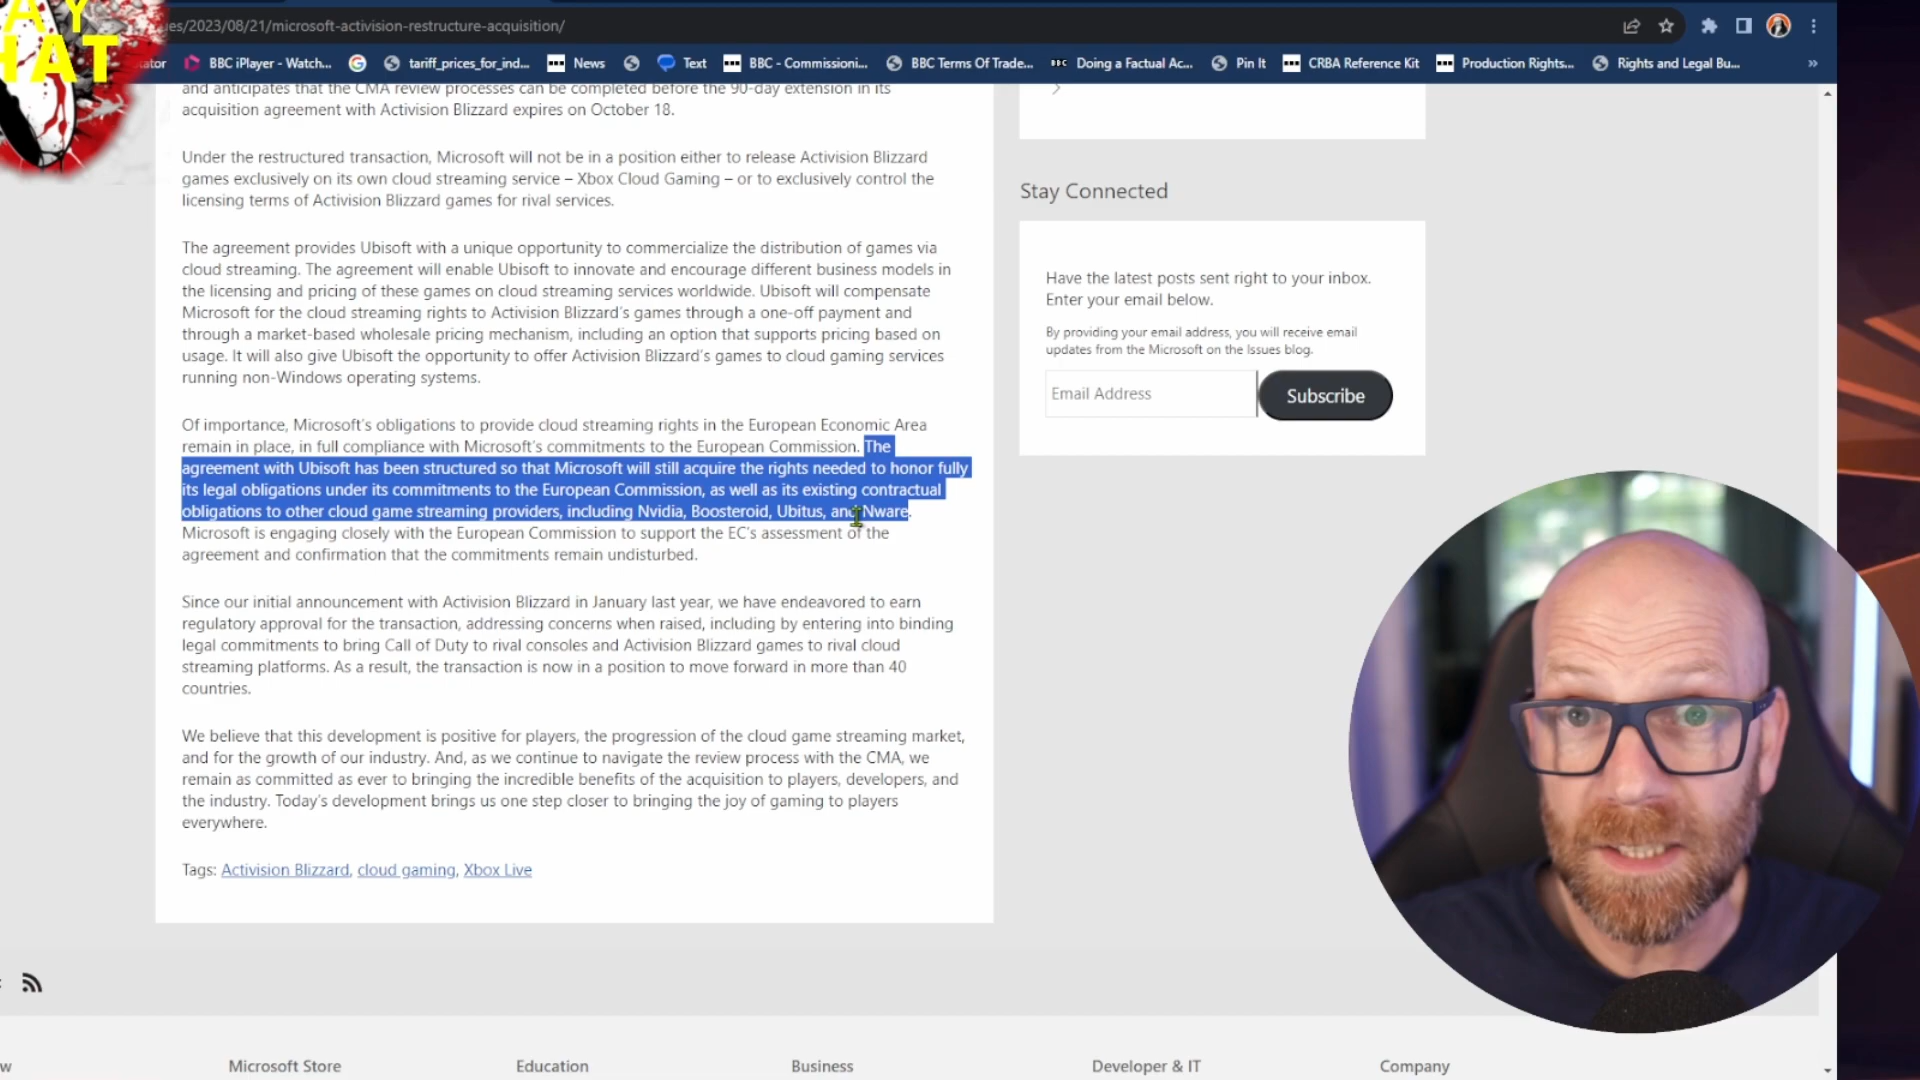 AY
HAT
es/2023/08/21/microsoft-activision-restructure-acquisition/
ator
BBC iPlayer - Watch...
tariff_prices_for_ind...
News
Text
BBC - Commissioni...
BBC Terms Of Trade...
BBC
Doing a Factual Ac...
Pin It
CRBA Reference Kit
Production Rights...
Rights and Legal Bu...
»
and anticipates that the CMA review processes can be completed before the 90-day extension in its
acquisition agreement with Activision Blizzard expires on October 18.
Under the restructured transaction, Microsoft will not be in a position either to release Activision Blizzard
games exclusively on its own cloud streaming service – Xbox Cloud Gaming – or to exclusively control the
licensing terms of Activision Blizzard games for rival services.
The agreement provides Ubisoft with a unique opportunity to commercialize the distribution of games via
cloud streaming. The agreement will enable Ubisoft to innovate and encourage different business models in
the licensing and pricing of these games on cloud streaming services worldwide. Ubisoft will compensate
Microsoft for the cloud streaming rights to Activision Blizzard's games through a one-off payment and
through a market-based wholesale pricing mechanism, including an option that supports pricing based on
usage. It will also give Ubisoft the opportunity to offer Activision Blizzard's games to cloud gaming services
running non-Windows operating systems.
Of importance, Microsoft's obligations to provide cloud streaming rights in the European Economic Area
remain in place, in full compliance with Microsoft's commitments to the European Commission. The
agreement with Ubisoft has been structured so that Microsoft will still acquire the rights needed to honor fully
its legal obligations under its commitments to the European Commission, as well as its existing contractual
obligations to other cloud game streaming providers, including Nvidia, Boosteroid, Ubitus, and Nware.
Microsoft is engaging closely with the European Commission to support the EC's assessment of the
agreement and confirmation that the commitments remain undisturbed.
Since our initial announcement with Activision Blizzard in January last year, we have endeavored to earn
regulatory approval for the transaction, addressing concerns when raised, including by entering into binding
legal commitments to bring Call of Duty to rival consoles and Activision Blizzard games to rival cloud
streaming platforms. As a result, the transaction is now in a position to move forward in more than 40
countries.
We believe that this development is positive for players, the progression of the cloud game streaming market,
and for the growth of our industry. And, as we continue to navigate the review process with the CMA, we
remain as committed as ever to bringing the incredible benefits of the acquisition to players, developers, and
the industry. Today's development brings us one step closer to bringing the joy of gaming to players
everywhere.
Tags: Activision Blizzard, cloud gaming, Xbox Live
Stay Connected
Have the latest posts sent right to your inbox.
Enter your email below.
By providing your email address, you will receive email
updates from the Microsoft on the Issues blog.
Email Address
Subscribe
w
Microsoft Store
Education
Business
Developer & IT
Company